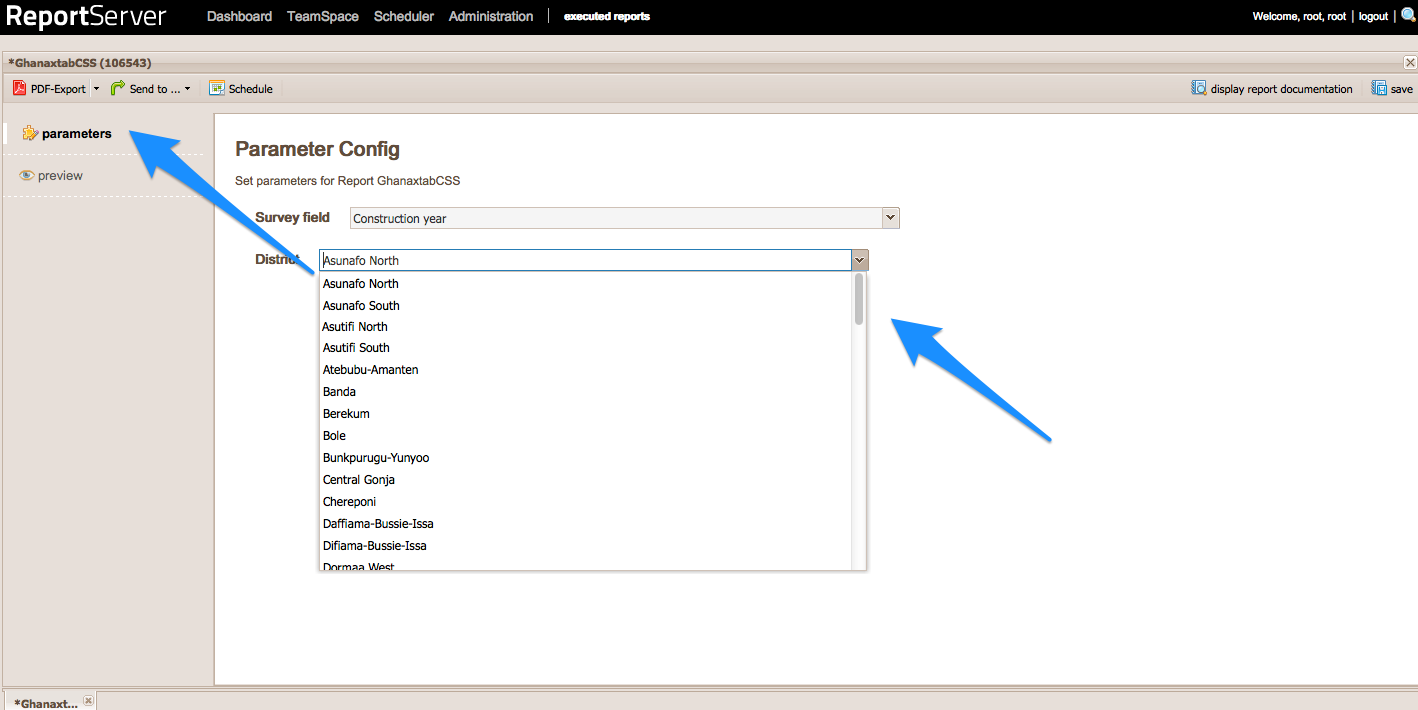 ReportServer Dashboard TeamSpace Scheduler Administration | executed reports Welcome, root, root | logout |
*GhanaxtabCSS (106543)
PDF-Export Send to ... Schedule display report documentation save
parameters
preview
Parameter Config
Set parameters for Report GhanaxtabCSS
Survey field Construction year
District Asunafo North
Asunafo North
Asunafo South
Asutifi North
Asutifi South
Atebubu-Amanten
Banda
Berekum
Bole
Bunkpurugu-Yunyoo
Central Gonja
Chereponi
Daffiama-Bussie-Issa
Difiama-Bussie-Issa
Dormaa West
*Ghanaxt...